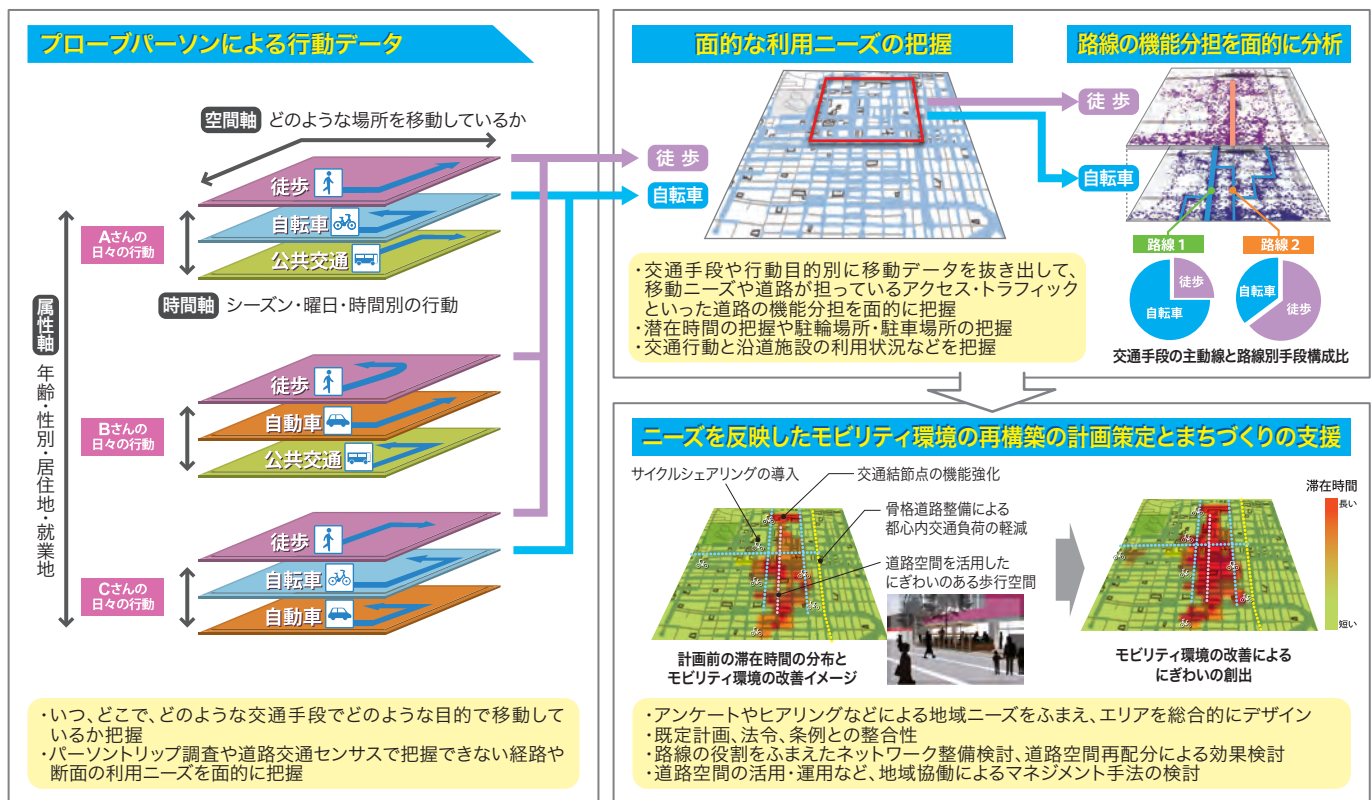 プローブパーソンによる行動データ
空間軸 どのような場所を移動しているか
徒歩
自転車
公共交通
Aさんの
日々の行動
時間軸 シーズン・曜日・時間別の行動
属性軸 年齢・性別・居住地・就業地
徒歩
自動車
公共交通
Bさんの
日々の行動
徒歩
自転車
自動車
Cさんの
日々の行動
・いつ、どこで、どのような交通手段でどのような目的で移動して
いるか把握
・パーソントリップ調査や道路交通センサスで把握できない経路や
断面の利用ニーズを面的に把握
徒歩
自転車
面的な利用ニーズの把握
・交通手段や行動目的別に移動データを抜き出して、
移動ニーズや道路が担っているアクセス・トラフィック
といった道路の機能分担を面的に把握
・潜在時間の把握や駐輪場所・駐車場所の把握
・交通行動と沿道施設の利用状況などを把握
路線の機能分担を面的に分析
徒歩
自転車
路線1
路線2
徒歩
自転車
自転車
徒歩
交通手段の主動線と路線別手段構成比
ニーズを反映したモビリティ環境の再構築の計画策定とまちづくりの支援
サイクルシェアリングの導入
交通結節点の機能強化
骨格道路整備による
都心内交通負荷の軽減
道路空間を活用した
にぎわいのある歩行空間
計画前の滞在時間の分布と
モビリティ環境の改善イメージ
滞在時間
長い
短い
モビリティ環境の改善による
にぎわいの創出
・アンケートやヒアリングなどによる地域ニーズをふまえ、エリアを総合的にデザイン
・既定計画、法令、条例との整合性
・路線の役割をふまえたネットワーク整備検討、道路空間再配分による効果検討
・道路空間の活用・運用など、地域協働によるマネジメント手法の検討